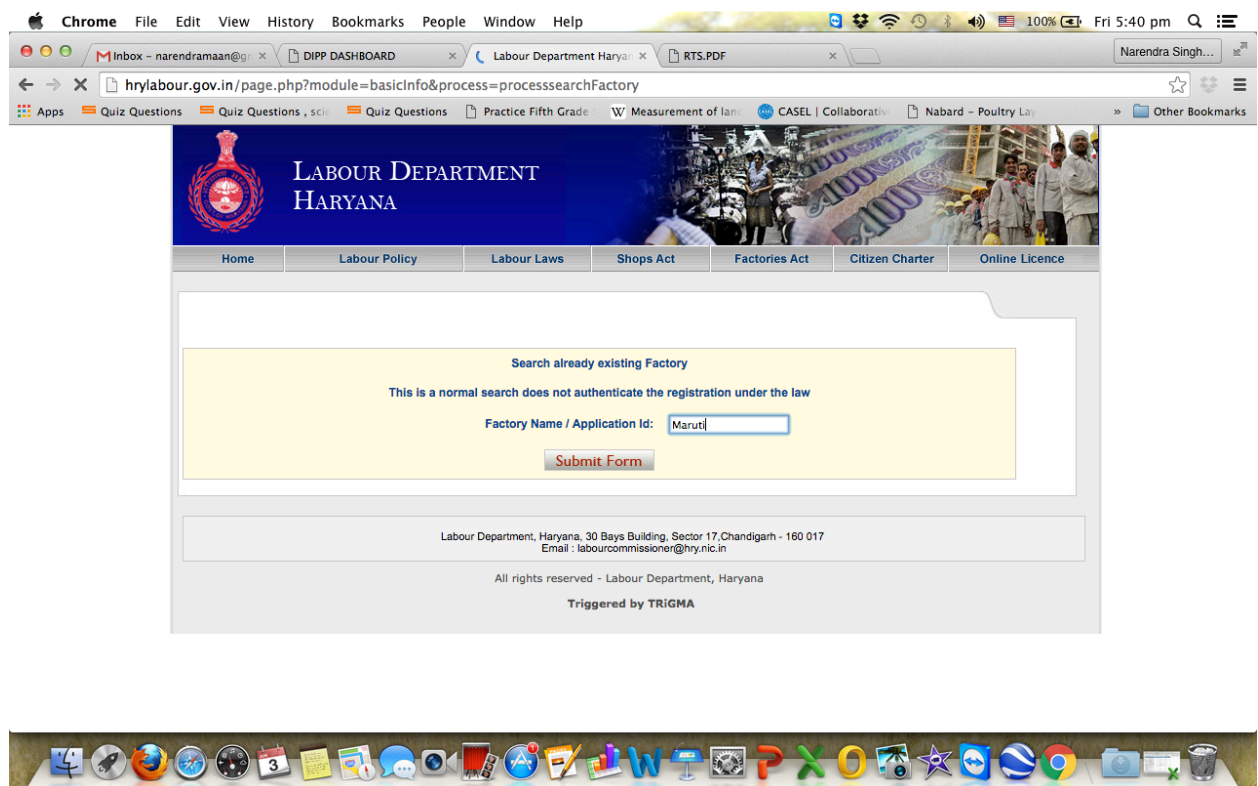 Chrome File Edit View History Bookmarks People Window Help 100% Fri 5:40 pm
Inbox – narendramaan@g × DIPP DASHBOARD × Labour Department Haryan × RTS.PDF × Narendra Singh...
hrylabour.gov.in/page.php?module=basicInfo&process=processsearchFactory
Apps Quiz Questions Quiz Questions , scie Quiz Questions Practice Fifth Grade W Measurement of land CASEL | Collaborativ Nabard – Poultry Lay » Other Bookmarks
LABOUR DEPARTMENT
HARYANA
Home Labour Policy Labour Laws Shops Act Factories Act Citizen Charter Online Licence
Search already existing Factory
This is a normal search does not authenticate the registration under the law
Factory Name / Application Id: Maruti
Submit Form
Labour Department, Haryana, 30 Bays Building, Sector 17,Chandigarh - 160 017
Email : labourcommissioner@hry.nic.in
All rights reserved - Labour Department, Haryana
Triggered by TRiGMA
3